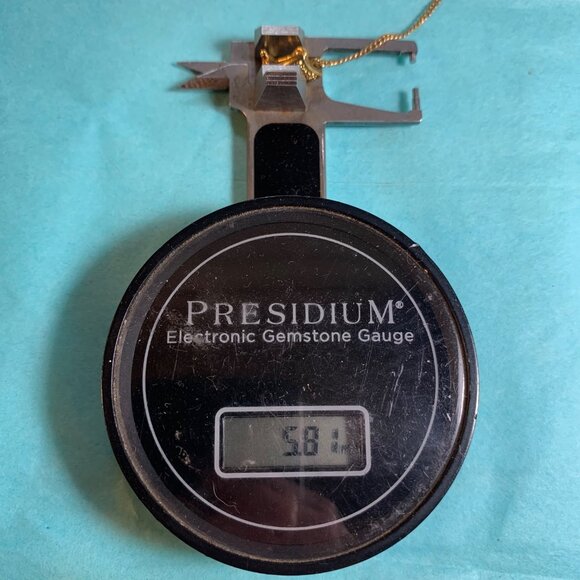 PRESIDIUM®
Electronic Gemstone Gauge
5.81